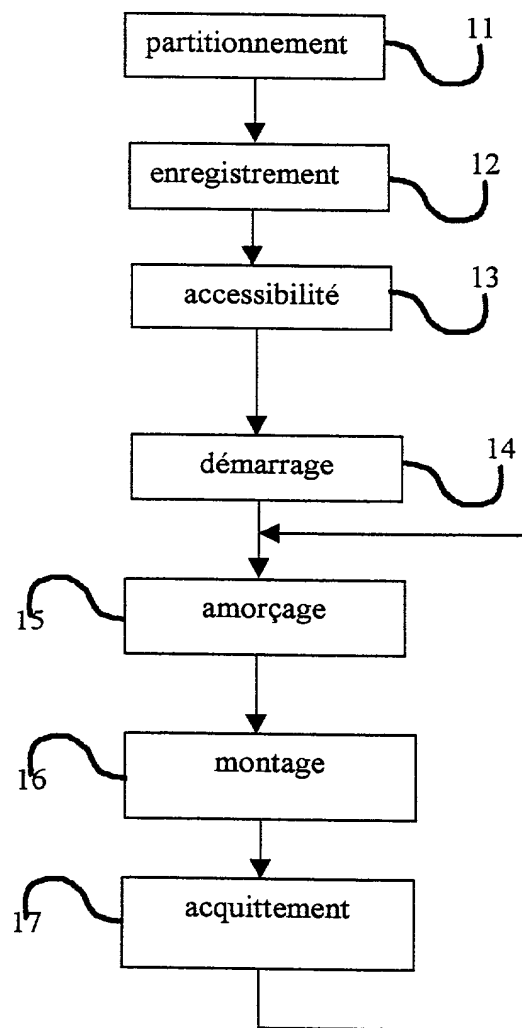 partitionnement
11
enregistrement
12
accessibilité
13
démarrage
14
amorçage
15
montage
16
acquittement
17